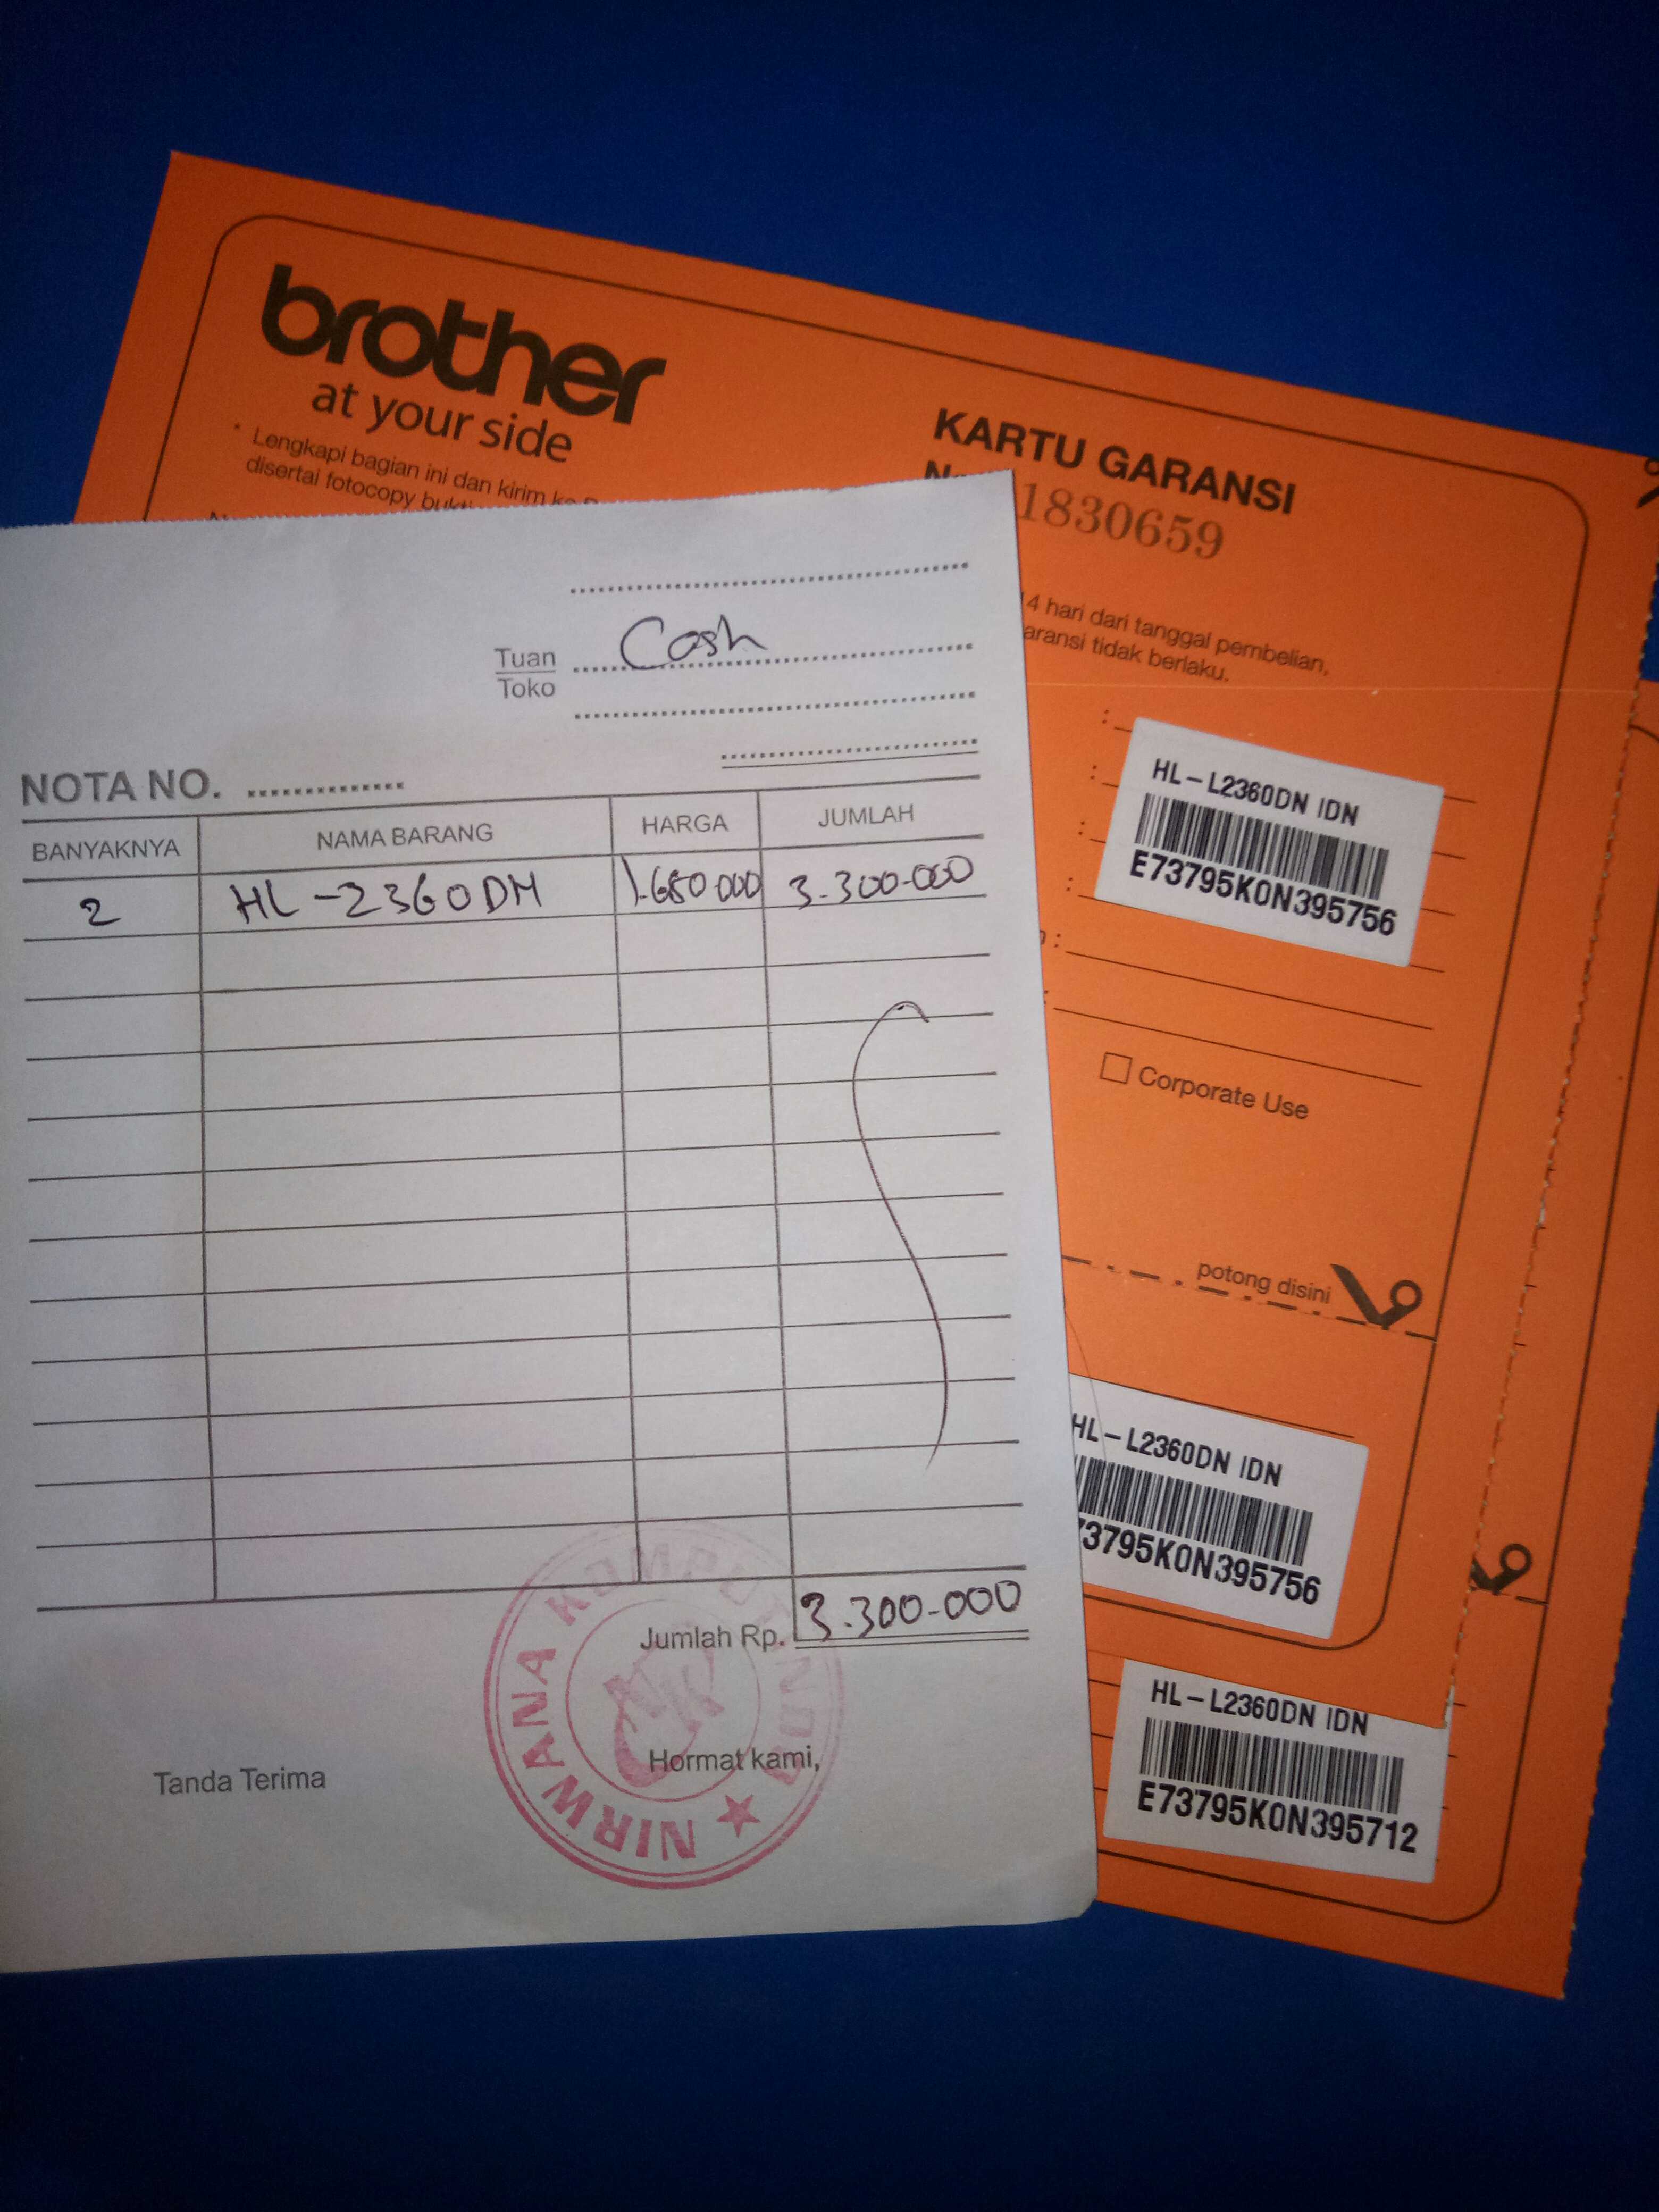 brother
at your side
• Lengkapi bagian ini dan kirim ke
disertai fotocopy bukti
KARTU GARANSI
1830659
4 hari dari tanggal pembelian,
aransi tidak berlaku.
HL-L2360DN IDN
E73795K0N395756
Corporate Use
potong disini
HL-L2360DN IDN
73795K0N395756
HL-L2360DN IDN
E73795K0N395712
Cash
Tuan
Toko
NOTA NO.
BANYAKNYA NAMA BARANG HARGA JUMLAH
2 HL-2360DN 1.650.000 3.300.000
Jumlah Rp. 3.300.000
Tanda Terima
Hormat kami,
NIRWANA KOMPUTINDO
NK